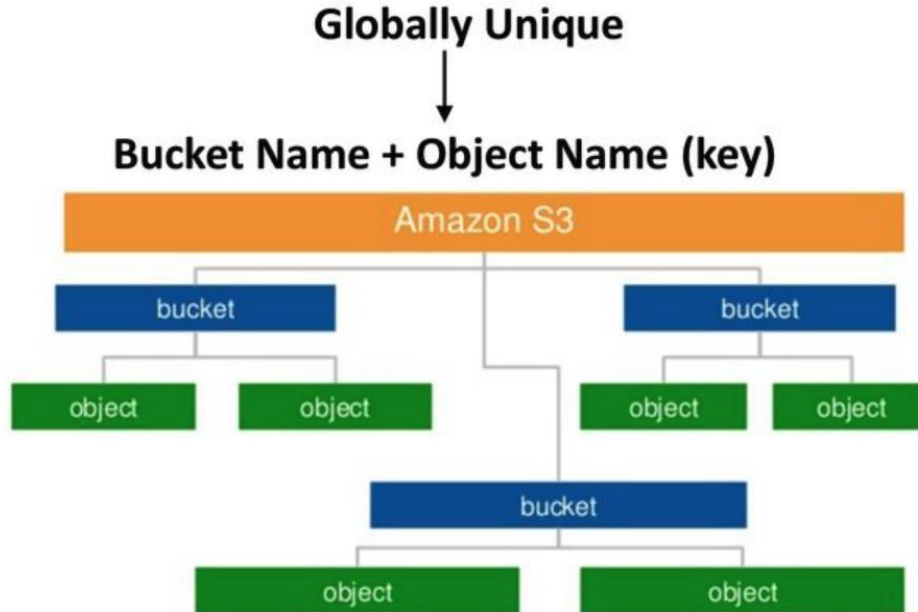 Globally Unique
Bucket Name + Object Name (key)
Amazon S3
bucket
bucket
object
object
object
object
bucket
object
object